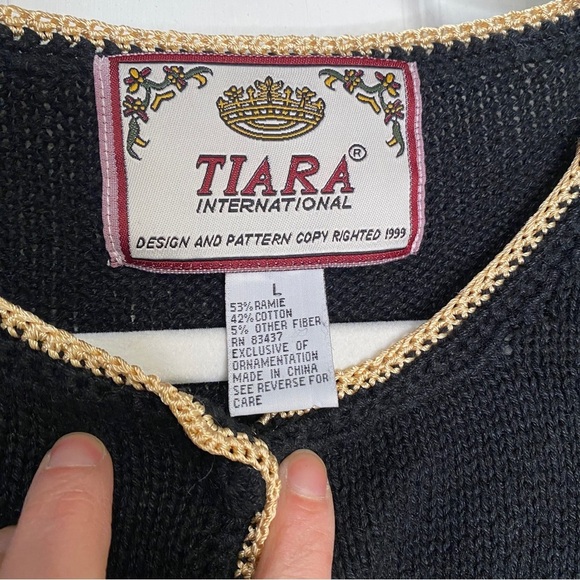 TIARA®
INTERNATIONAL
DESIGN AND PATTERN COPY RIGHTED 1999
L
53% RAMIE
42% COTTON
5% OTHER FIBER
RN 83437
EXCLUSIVE OF
ORNAMENTATION
MADE IN CHINA
SEE REVERSE FOR
CARE